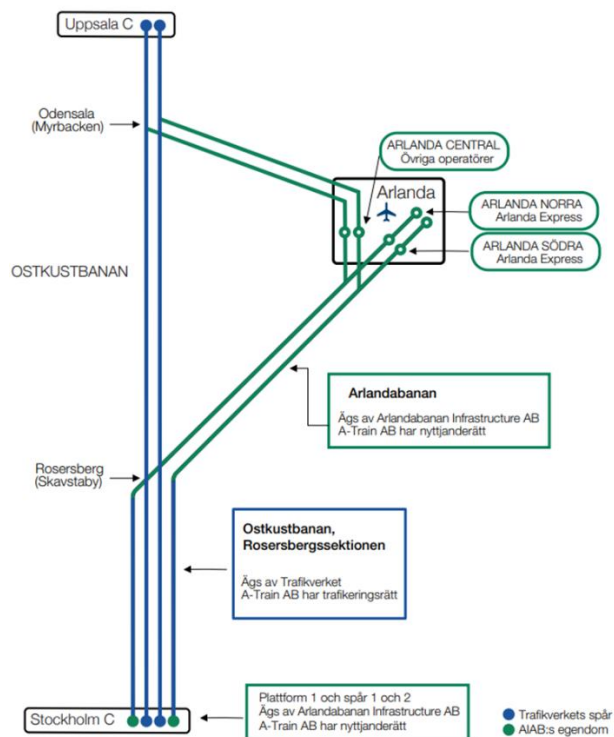 Uppsala C
Odensala
(Myrbacken)
ARLANDA CENTRAL
Övriga operatörer
Arlanda
ARLANDA NORRA
Arlanda Express
ARLANDA SÖDRA
Arlanda Express
OSTKUSTBANAN
Arlandabanan
Ägs av Arlandabanan Infrastructure AB
A-Train AB har nyttjanderätt
Rosersberg
(Skavstaby)
Ostkustbanan,
Rosersbergssektionen
Ägs av Trafikverket
A-Train AB har trafikeringsrätt
Stockholm C
Plattform 1 och spår 1 och 2
Ägs av Arlandabanan Infrastructure AB
A-Train AB har nyttjanderätt
Trafikverkets spår
AIAB:s egendom